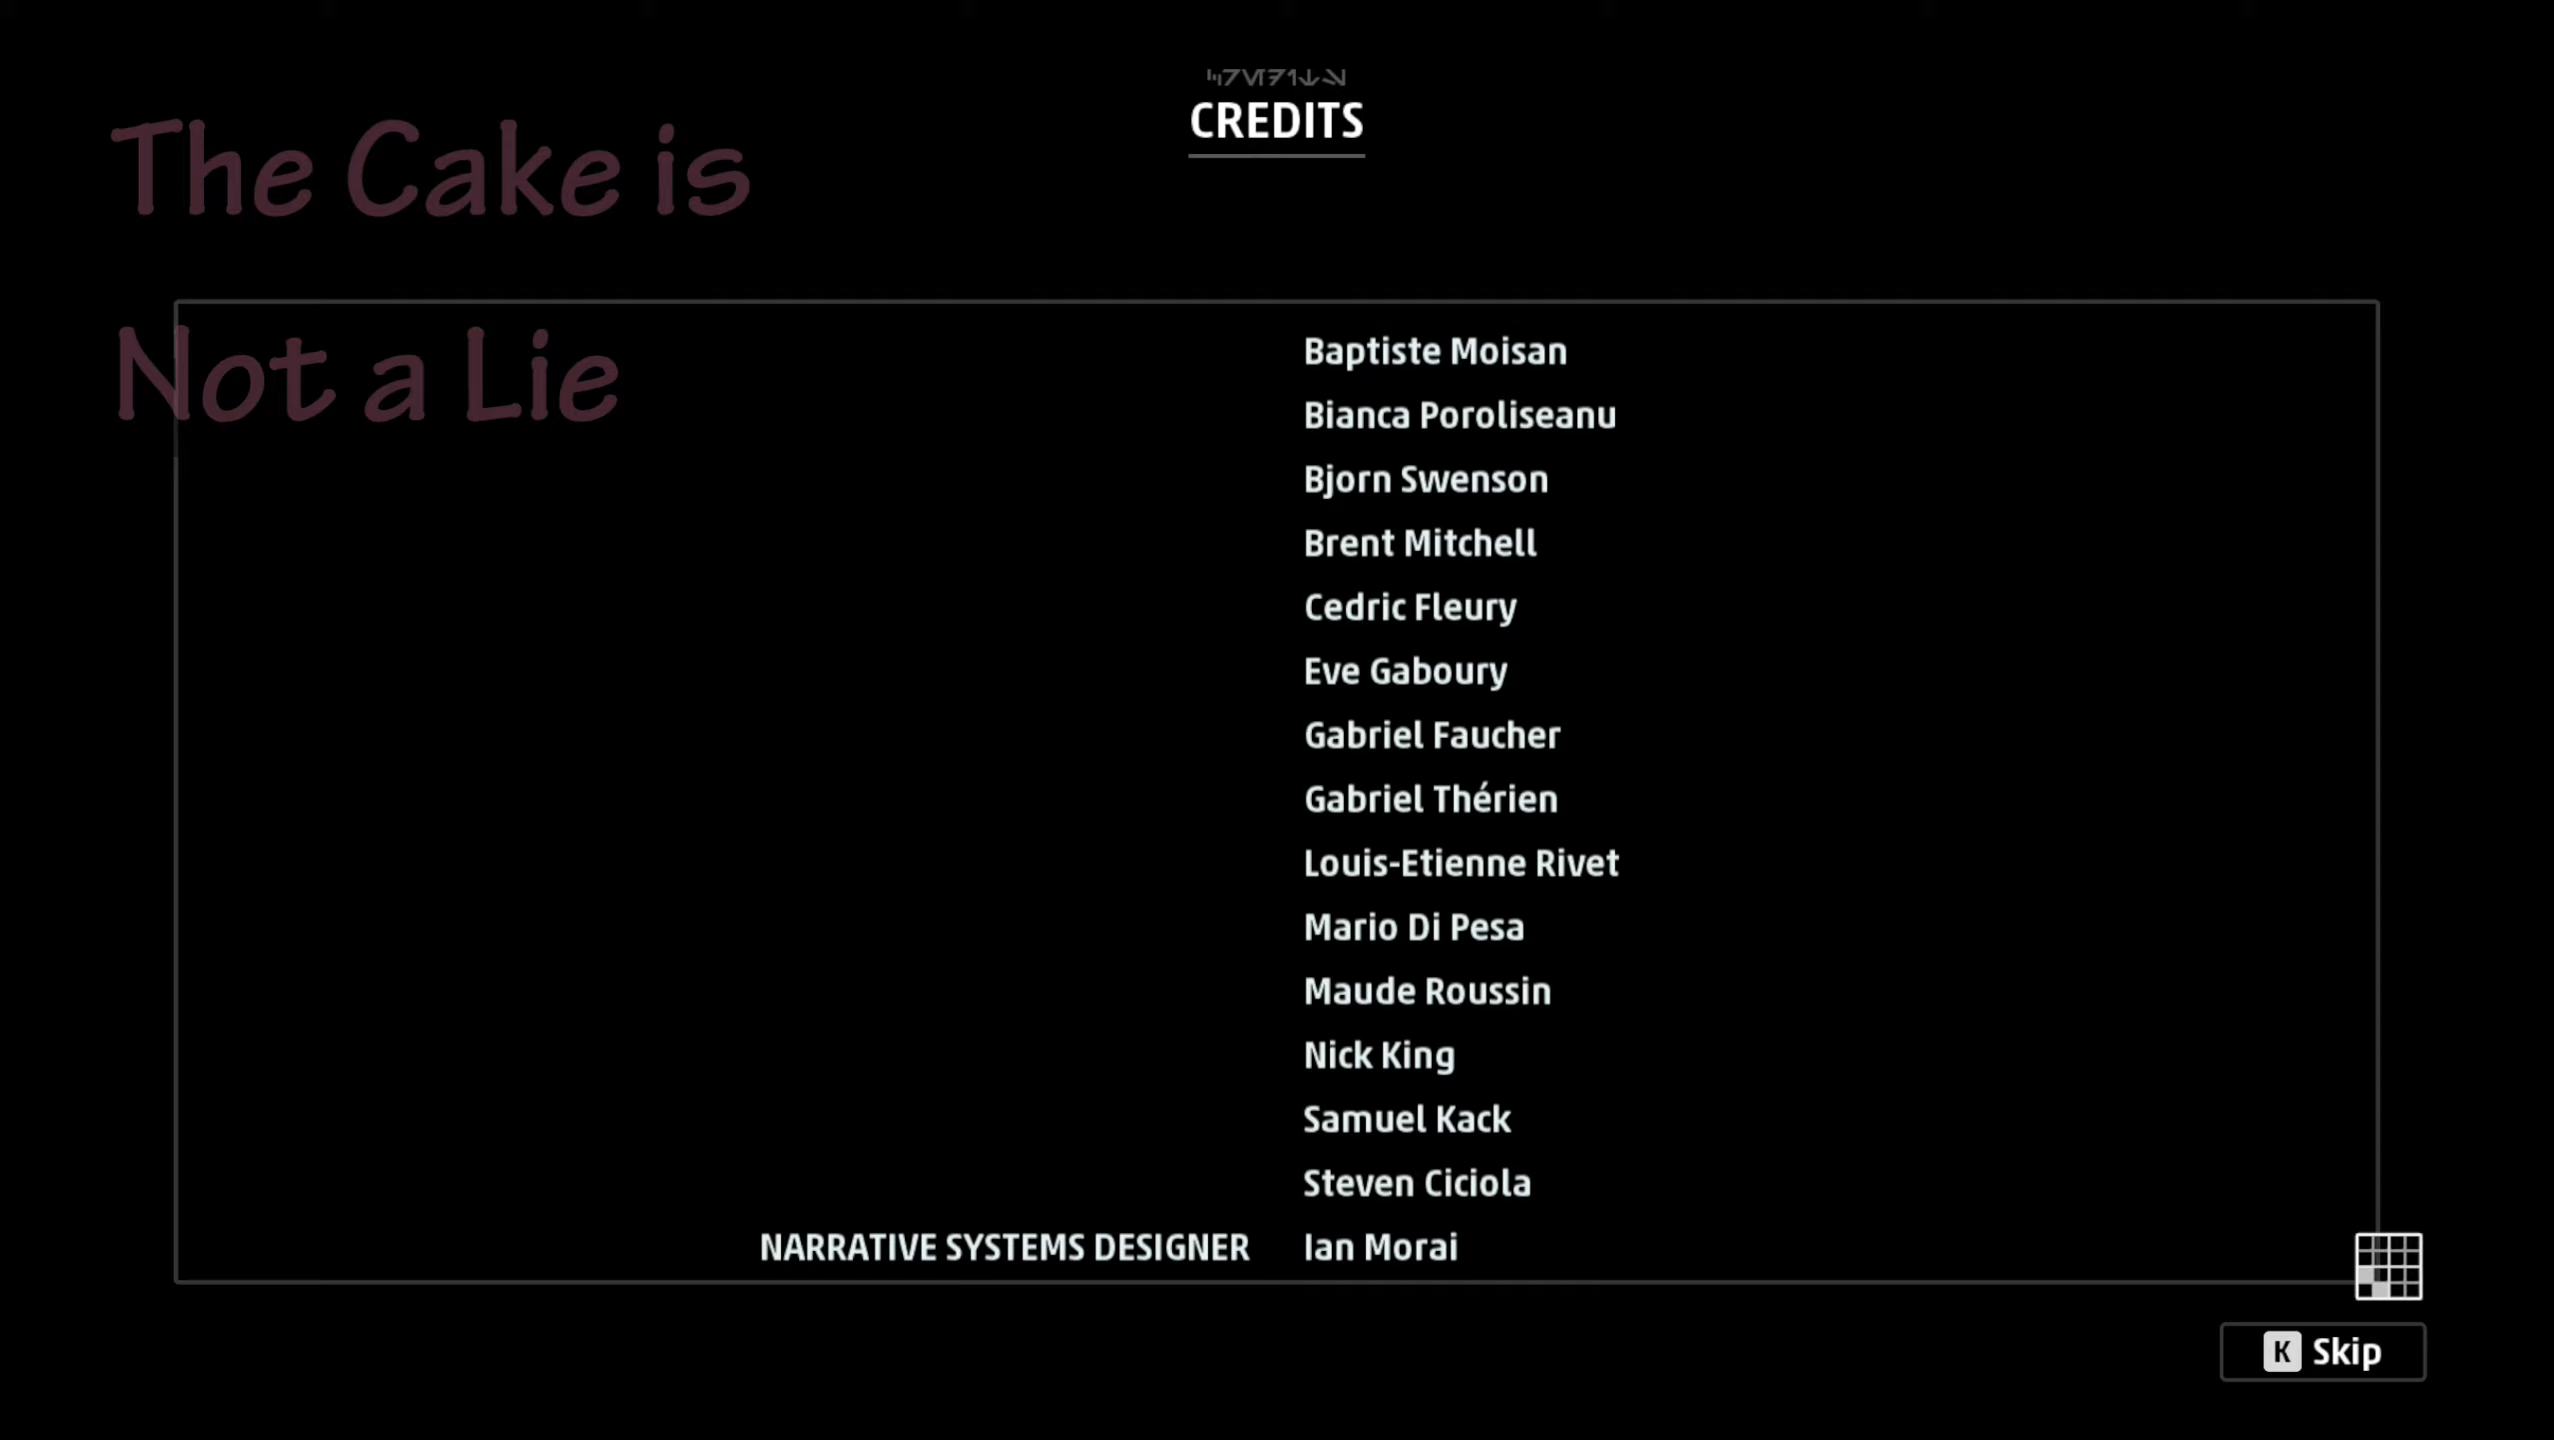 CREDITS
The Cake is
Not a Lie
Baptiste Moisan
Bianca Poroliseanu
Bjorn Swenson
Brent Mitchell
Cedric Fleury
Eve Gaboury
Gabriel Faucher
Gabriel Thérien
Louis-Etienne Rivet
Mario Di Pesa
Maude Roussin
Nick King
Samuel Kack
Steven Ciciola
NARRATIVE SYSTEMS DESIGNER Ian Morai
K Skip